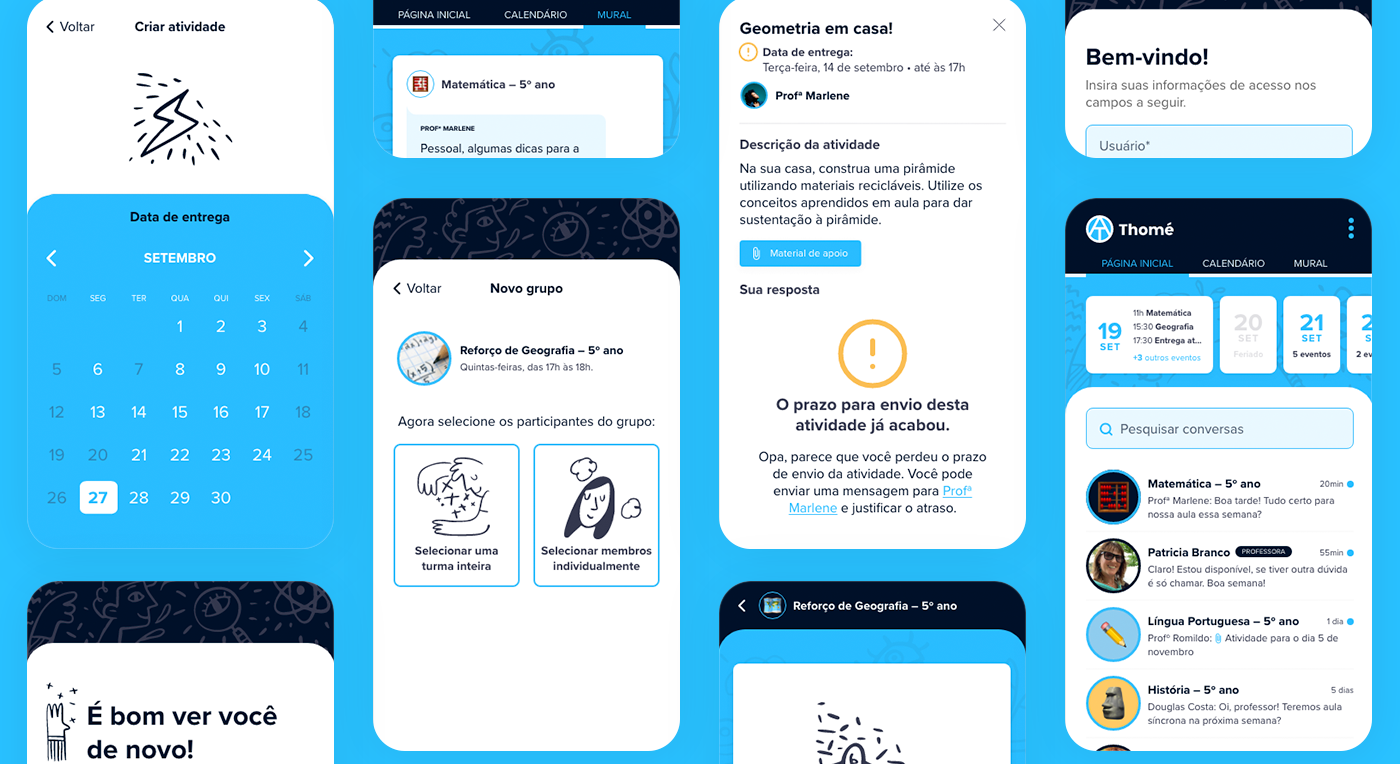 Voltar
Criar atividade
Data de entrega
SETEMBRO
DOM SEG TER QUA QUI SEX SÁB
1 2 3 4
5 6 7 8 9 10 11
12 13 14 15 16 17 18
19 20 21 22 23 24 25
26 27 28 29 30
É bom ver você
de novo!
PÁGINA INICIAL CALENDÁRIO MURAL
Matemática – 5º ano
PROFª MARLENE
Pessoal, algumas dicas para a
Voltar
Novo grupo
Reforço de Geografia – 5º ano
Quintas-feiras, das 17h às 18h.
Agora selecione os participantes do grupo:
Selecionar uma
turma inteira
Selecionar membros
individualmente
Geometria em casa!
Data de entrega:
Terça-feira, 14 de setembro • até às 17h
Profª Marlene
Descrição da atividade
Na sua casa, construa uma pirâmide
utilizando materiais recicláveis. Utilize os
conceitos aprendidos em aula para dar
sustentação à pirâmide.
Material de apoio
Sua resposta
O prazo para envio desta
atividade já acabou.
Opa, parece que você perdeu o prazo
de envio da atividade. Você pode
enviar uma mensagem para Profª
Marlene e justificar o atraso.
Reforço de Geografia – 5º ano
Bem-vindo!
Insira suas informações de acesso nos
campos a seguir.
Usuário*
Thomé
PÁGINA INICIAL CALENDÁRIO MURAL
19
SET
11h Matemática
15:30 Geografia
17:30 Entrega at...
+3 outros eventos
20
SET
Feriado
21
SET
5 eventos
2
S
2 ev
Pesquisar conversas
Matemática – 5º ano 20min
Profª Marlene: Boa tarde! Tudo certo para
nossa aula essa semana?
Patricia Branco PROFESSORA 55min
Claro! Estou disponível, se tiver outra dúvida
é só chamar. Boa semana!
Língua Portuguesa – 5º ano 1 dia
Profº Romildo: Atividade para o dia 5 de
novembro
História – 5º ano 5 dias
Douglas Costa: Oi, professor! Teremos aula
síncrona na próxima semana?